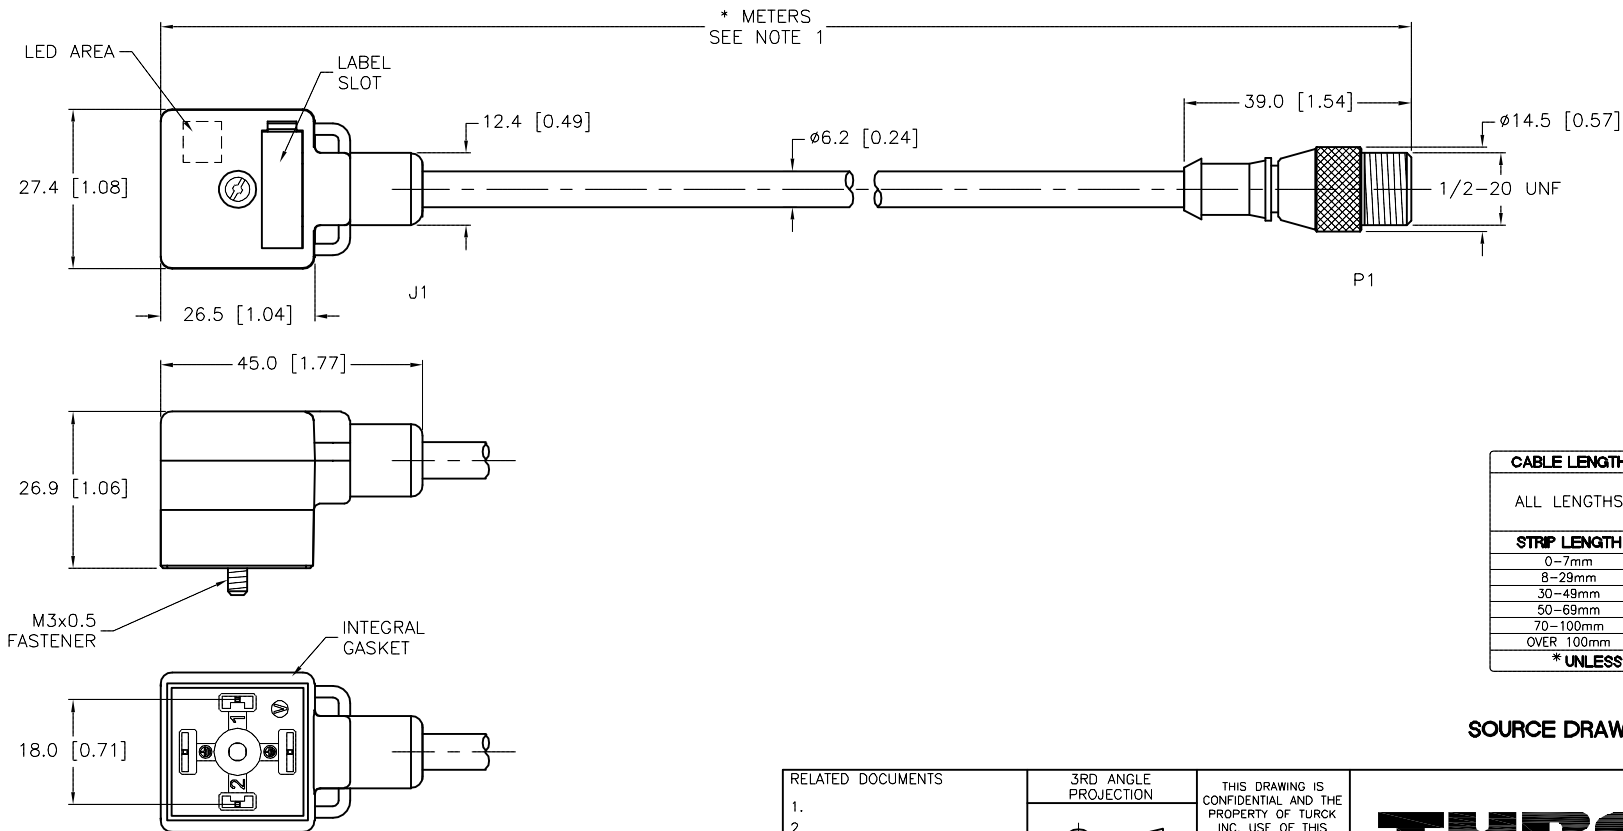 * METERS
SEE NOTE 1
LED AREA
LABEL
SLOT
39.0 [1.54]
12.4 [0.49]
ø6.2 [0.24]
ø14.5 [0.57]
27.4 [1.08]
1/2-20 UNF
J1
P1
26.5 [1.04]
45.0 [1.77]
26.9 [1.06]
M3x0.5
FASTENER
INTEGRAL
GASKET
18.0 [0.71]
1
2
CABLE LENGTH
ALL LENGTHS
STRIP LENGTH
0-7mm
8-29mm
30-49mm
50-69mm
70-100mm
OVER 100mm
* UNLESS
SOURCE DRAW
RELATED DOCUMENTS
1.
2.
3RD ANGLE
PROJECTION
THIS DRAWING IS
CONFIDENTIAL AND THE
PROPERTY OF TURCK
INC. USE OF THIS